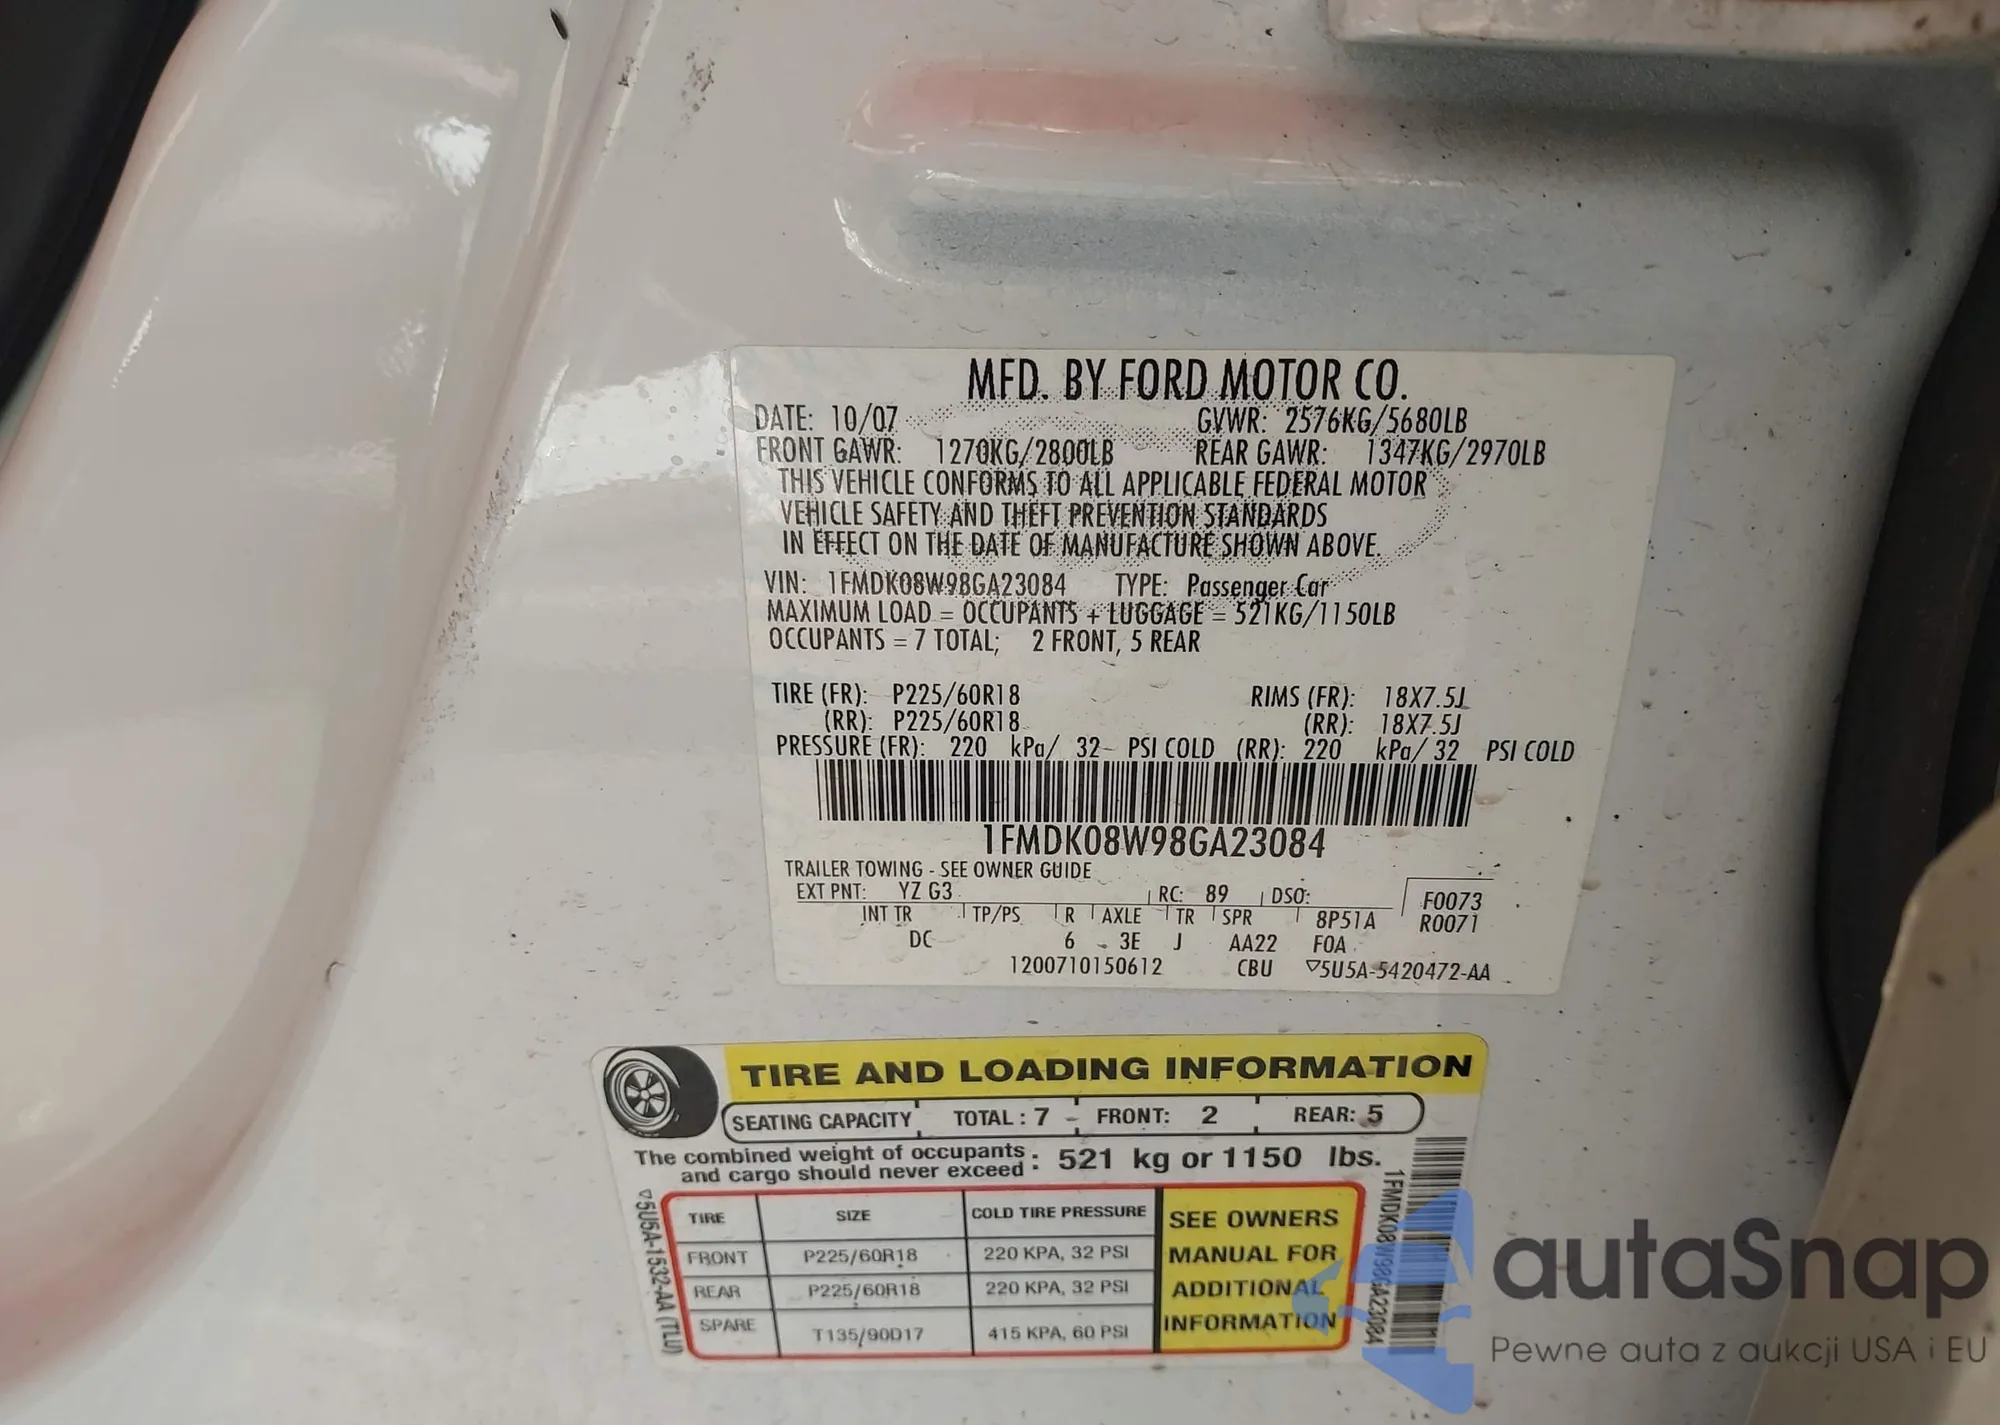 MFD. BY FORD MOTOR CO.
DATE: 10/07 GVWR: 2576KG/5680LB
FRONT GAWR: 1270KG/2800LB REAR GAWR: 1347KG/2970LB
THIS VEHICLE CONFORMS TO ALL APPLICABLE FEDERAL MOTOR
VEHICLE SAFETY AND THEFT PREVENTION STANDARDS
IN EFFECT ON THE DATE OF MANUFACTURE SHOWN ABOVE.
VIN: 1FMDK08W98GA23084 TYPE: Passenger Car
MAXIMUM LOAD = OCCUPANTS + LUGGAGE = 521KG/1150LB
OCCUPANTS = 7 TOTAL; 2 FRONT, 5 REAR
TIRE (FR): P225/60R18 RIMS (FR): 18X7.5J
(RR): P225/60R18 (RR): 18X7.5J
PRESSURE (FR): 220 kPa/ 32 PSI COLD (RR): 220 kPa/ 32 PSI COLD
1FMDK08W98GA23084
TRAILER TOWING - SEE OWNER GUIDE
EXT PNT: YZ G3 RC: 89 DSO: F0073
INT TR TP/PS R AXLE TR SPR 8P51A R0071
DC 6 3E J AA22 FOA
1200710150612 CBU ▽5U5A-5420472-AA
TIRE AND LOADING INFORMATION
SEATING CAPACITY TOTAL : 7 FRONT: 2 REAR: 5
The combined weight of occupants
and cargo should never exceed : 521 kg or 1150 lbs.
TIRE SIZE COLD TIRE PRESSURE
FRONT P225/60R18 220 KPA, 32 PSI
REAR P225/60R18 220 KPA, 32 PSI
SPARE T135/90D17 415 KPA, 60 PSI
SEE OWNERS
MANUAL FOR
ADDITIONAL
INFORMATION
▽5U5A-1532-AA (TLU)
1FMDK08W98GA23084
autaSnap
Pewne auta z aukcji USA i EU